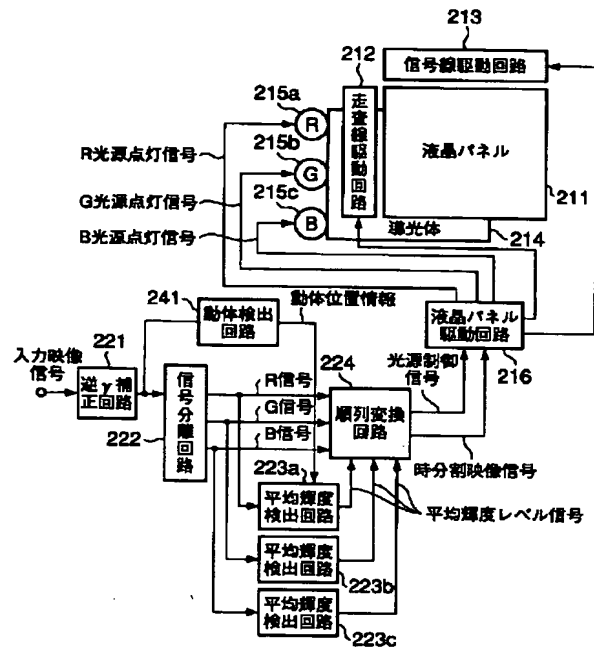 213
信号線駆動回路
212
215a
R
走査線駆動回路
液晶パネル
215b
R光源点灯信号
G
G光源点灯信号
215c
211
B光源点灯信号
B
導光体
214
241
動体検出
回路
動体位置情報
液晶パネル
駆動回路
216
入力映像
信号
221
逆γ補
正回路
信号分離回路
222
R信号
G信号
B信号
224
順列変換
回路
光源制御
信号
時分割映像信号
223a
平均輝度
検出回路
平均輝度レベル信号
平均輝度
検出回路
223b
平均輝度
検出回路
223c